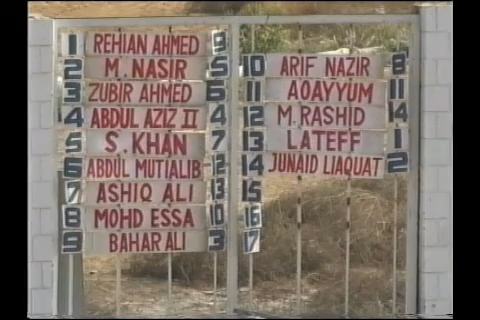 1 REHIAN AHMED 9
2 M. NASIR 5
3 ZUBIR AHMED 6
4 ABDUL AZIZ II 4
5 S. KHAN 7
6 ABDUL MUTIALIB 12
7 ASHIQ ALI 13
8 MOHD ESSA 10
9 BAHAR ALI 3
10 ARIF NAZIR 8
11 AQAYYUM 11
12 M. RASHID 14
13 LATEFF 1
14 JUNAID LIAQUAT 2
15
16
17